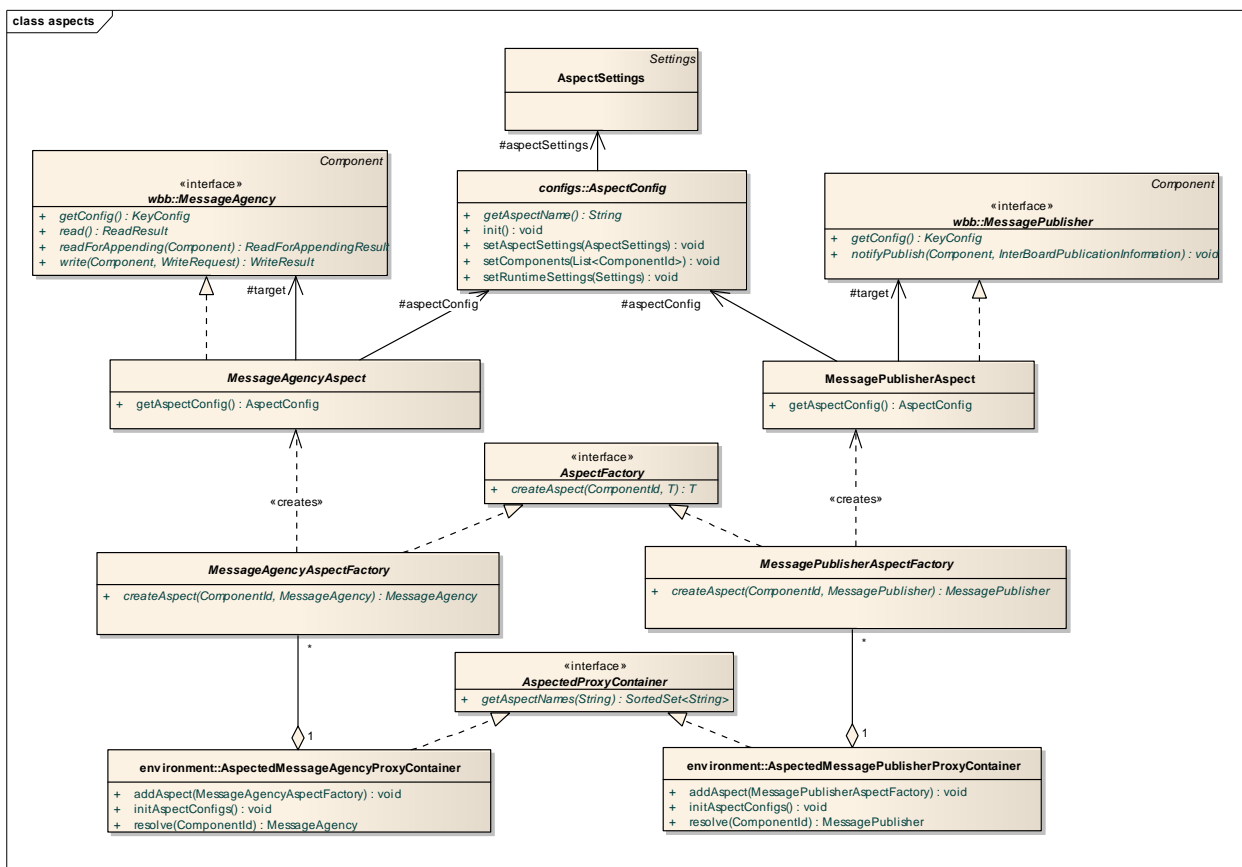 class aspects
Settings
AspectSettings
#aspectSettings
Component
«interface»
wbb::MessageAgency
+ getConfig() : KeyConfig
+ read() : ReadResult
+ readForAppending(Component) : ReadForAppendingResult
+ write(Component, WriteRequest) : WriteResult
configs::AspectConfig
+ getAspectName() : String
+ init() : void
+ setAspectSettings(AspectSettings) : void
+ setComponents(List<ComponentId>) : void
+ setRuntimeSettings(Settings) : void
Component
«interface»
wbb::MessagePublisher
+ getConfig() : KeyConfig
+ notifyPublish(Component, InterBoardPublicationInformation) : void
#target
#aspectConfig
#aspectConfig
#target
MessageAgencyAspect
+ getAspectConfig() : AspectConfig
MessagePublisherAspect
+ getAspectConfig() : AspectConfig
«creates»
«interface»
AspectFactory
+ createAspect(ComponentId, T) : T
«creates»
MessageAgencyAspectFactory
+ createAspect(ComponentId, MessageAgency) : MessageAgency
MessagePublisherAspectFactory
+ createAspect(ComponentId, MessagePublisher) : MessagePublisher
*
*
«interface»
AspectedProxyContainer
+ getAspectNames(String) : SortedSet<String>
1
1
environment::AspectedMessageAgencyProxyContainer
+ addAspect(MessageAgencyAspectFactory) : void
+ initAspectConfigs() : void
+ resolve(ComponentId) : MessageAgency
environment::AspectedMessagePublisherProxyContainer
+ addAspect(MessagePublisherAspectFactory) : void
+ initAspectConfigs() : void
+ resolve(ComponentId) : MessagePublisher